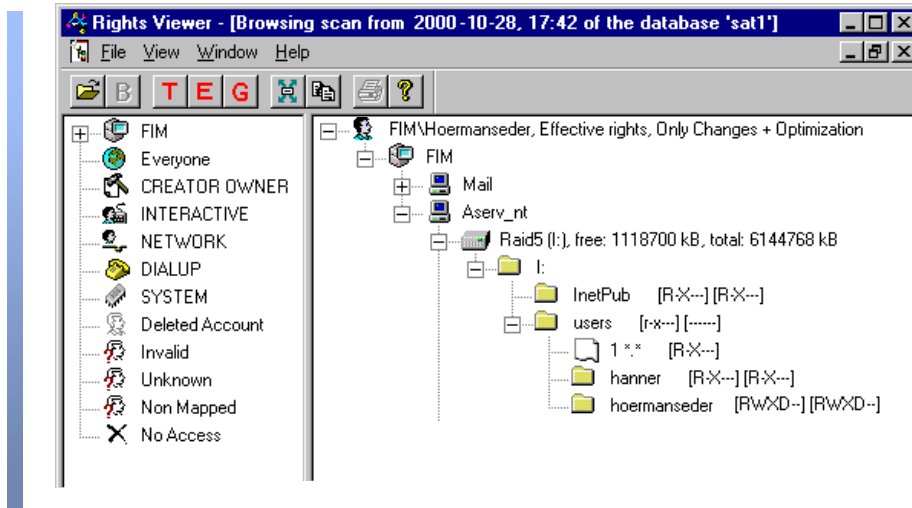 Rights Viewer - [Browsing scan from 2000-10-28, 17:42 of the database 'sat1']
File View Window Help
B T E G ?
FIM
Everyone
CREATOR OWNER
INTERACTIVE
NETWORK
DIALUP
SYSTEM
Deleted Account
Invalid
Unknown
Non Mapped
No Access
FIM\Hoermanseder, Effective rights, Only Changes + Optimization
FIM
Mail
Aserv_nt
Raid5 (I:), free: 1118700 kB, total: 6144768 kB
I:
InetPub [R-X---] [R-X---]
users [r-x---] [------]
1 *.* [R-X---]
hanner [R-X---] [R-X---]
hoermanseder [RWXD--] [RWXD--]